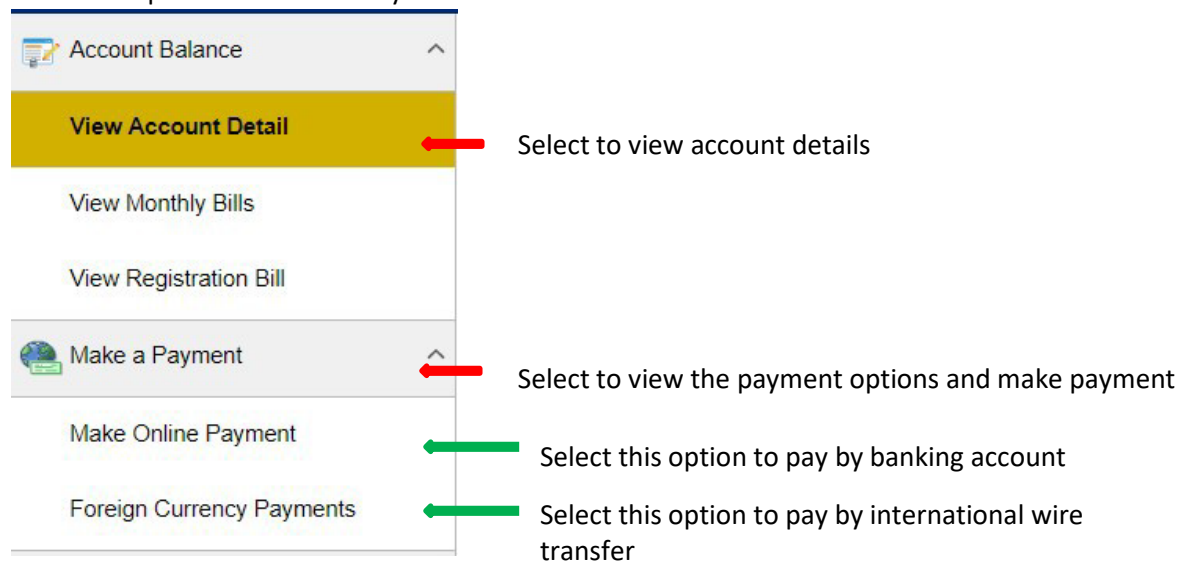 Account Balance
View Account Detail
Select to view account details
View Monthly Bills
View Registration Bill
Make a Payment
Select to view the payment options and make payment
Make Online Payment
Select this option to pay by banking account
Foreign Currency Payments
Select this option to pay by international wire
transfer